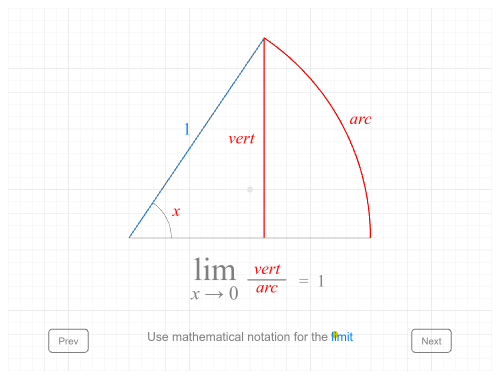 1
vert
arc
x
lim x → 0 vert / arc = 1
Prev
Use mathematical notation for the limit
Next